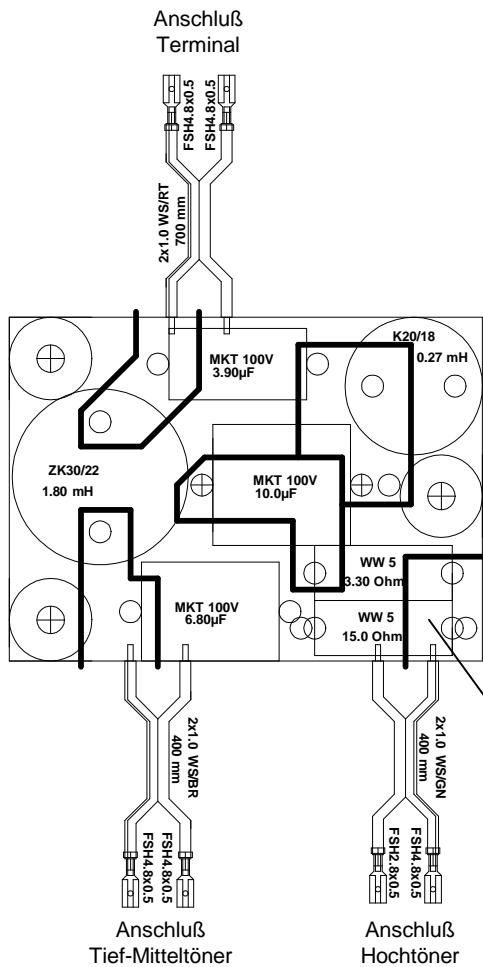 Anschluß
Terminal
FSH4.8x0.5
FSH4.8x0.5
2x1.0 WS/RT
700 mm
MKT 100V
3.90µF
K20/18
0.27 mH
ZK30/22
1.80 mH
MKT 100V
10.0µF
WW 5
3.30 Ohm
MKT 100V
6.80µF
WW 5
15.0 Ohm
2x1.0 WS/BR
400 mm
2x1.0 WS/GN
400 mm
FSH4.8x0.5
FSH4.8x0.5
FSH2.8x0.5
FSH4.8x0.5
Anschluß
Tief-Mitteltöner
Anschluß
Hochtöner